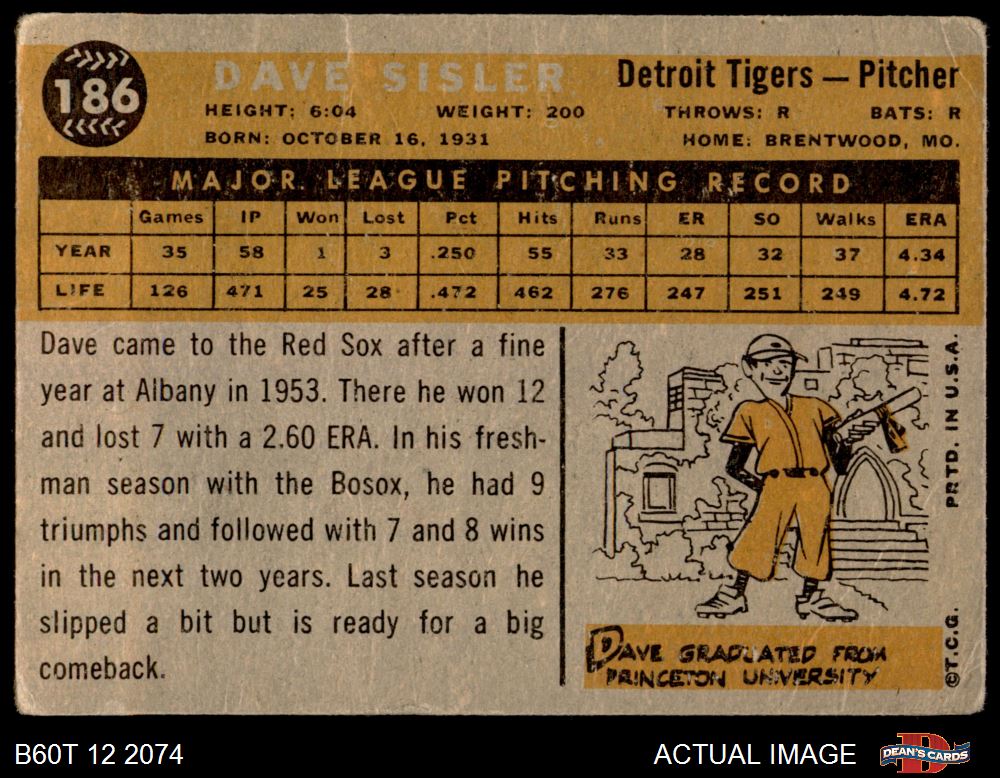 186
DAVE SISLER
Detroit Tigers — Pitcher
HEIGHT: 6:04 WEIGHT: 200 THROWS: R BATS: R
BORN: OCTOBER 16, 1931 HOME: BRENTWOOD, MO.
MAJOR LEAGUE PITCHING RECORD
Games IP Won Lost Pct Hits Runs ER SO Walks ERA
YEAR 35 58 1 3 .250 55 33 28 32 37 4.34
LIFE 126 471 25 28 .472 462 276 247 251 249 4.72
Dave came to the Red Sox after a fine
year at Albany in 1953. There he won 12
and lost 7 with a 2.60 ERA. In his fresh-
man season with the Bosox, he had 9
triumphs and followed with 7 and 8 wins
in the next two years. Last season he
slipped a bit but is ready for a big
comeback.
DAVE GRADUATED FROM
PRINCETON UNIVERSITY
©T.C.G. PRTD. IN U.S.A.
B60T 12 2074
ACTUAL IMAGE
DEAN'S CARDS